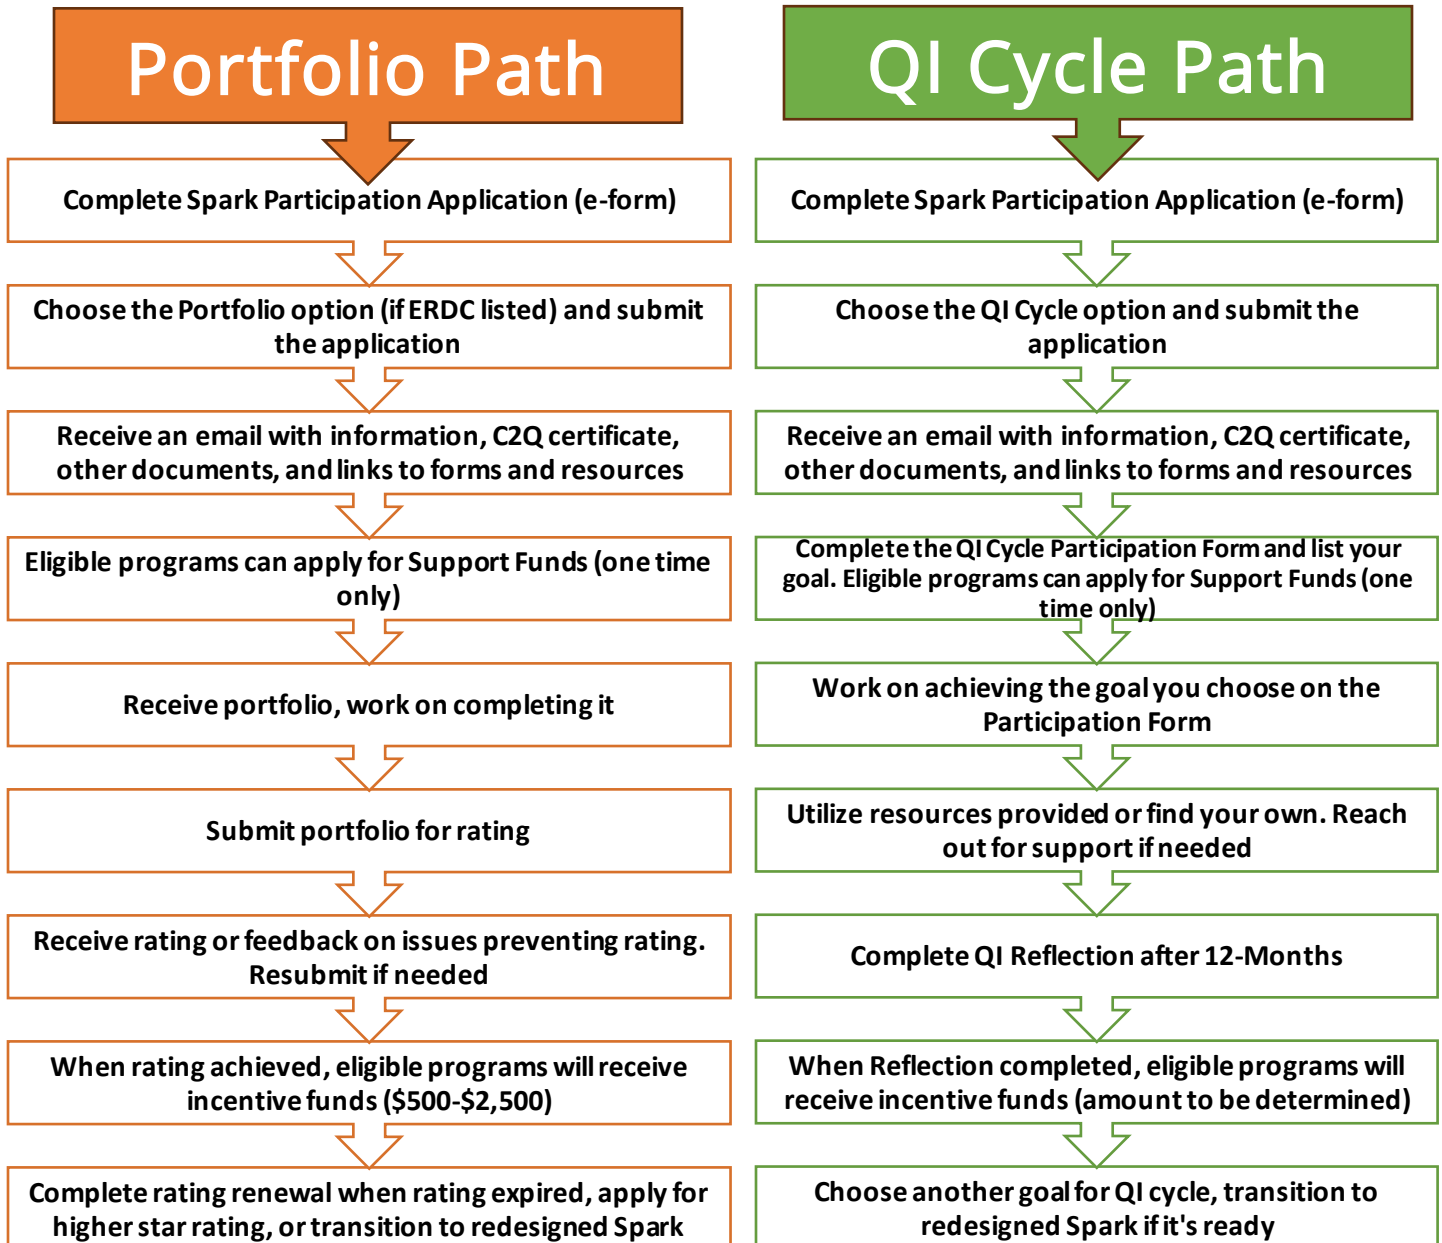 Portfolio Path
Complete Spark Participation Application (e-form)
Choose the Portfolio option (if ERDC listed) and submit
the application
Receive an email with information, C2Q certificate,
other documents, and links to forms and resources
Eligible programs can apply for Support Funds (one time
only)
Receive portfolio, work on completing it
Submit portfolio for rating
Receive rating or feedback on issues preventing rating.
Resubmit if needed
When rating achieved, eligible programs will receive
incentive funds ($500-$2,500)
Complete rating renewal when rating expired, apply for
higher star rating, or transition to redesigned Spark
QI Cycle Path
Complete Spark Participation Application (e-form)
Choose the QI Cycle option and submit the
application
Receive an email with information, C2Q certificate,
other documents, and links to forms and resources
Complete the QI Cycle Participation Form and list your
goal. Eligible programs can apply for Support Funds (one
time only)
Work on achieving the goal you choose on the
Participation Form
Utilize resources provided or find your own. Reach
out for support if needed
Complete QI Reflection after 12-Months
When Reflection completed, eligible programs will
receive incentive funds (amount to be determined)
Choose another goal for QI cycle, transition to
redesigned Spark if it's ready